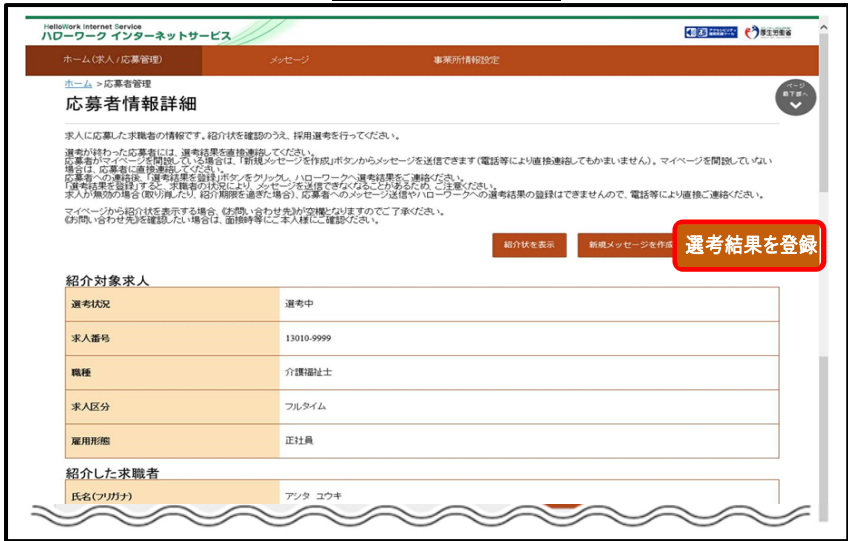 HelloWork Internet Service
ハローワーク インターネットサービス
厚生労働省
ホーム(求人/応募管理)
メッセージ
事業所情報設定
ホーム >応募者管理
ページ
最下部へ
応募者情報詳細
求人に応募した求職者の情報です。紹介状を確認のうえ、採用選考を行ってください。
選考が終わった応募者には、選考結果を直接連絡してください。
応募者がマイページを開設している場合は、「新規メッセージを作成」ボタンからメッセージを送信できます(電話等により直接連絡してもかまいません)。マイページを開設していない
場合は、応募者に直接連絡してください。
応募者への連絡後、「選考結果を登録」ボタンをクリックし、ハローワークへ選考結果をご連絡ください。
「選考結果を登録」すると、求職者の状況により、メッセージを送信できなくなることがあるため、ご注意ください。
求人が無効の場合(取り消したり、紹介期限を過ぎた場合)、応募者へのメッセージ送信やハローワークへの選考結果の登録はできませんので、電話等により直接ご連絡ください。
マイページから紹介状を表示する場合、《お問い合わせ先》が空欄となりますのでご了承ください。
《お問い合わせ先》を確認したい場合は、面接時等にご本人様にご確認ください。
紹介状を表示
新規メッセージを作成
選考結果を登録
紹介対象求人
選考状況 選考中
求人番号 13010-9999
職種 介護福祉士
求人区分 フルタイム
雇用形態 正社員
紹介した求職者
氏名(フリガナ) アシタ ユウキ